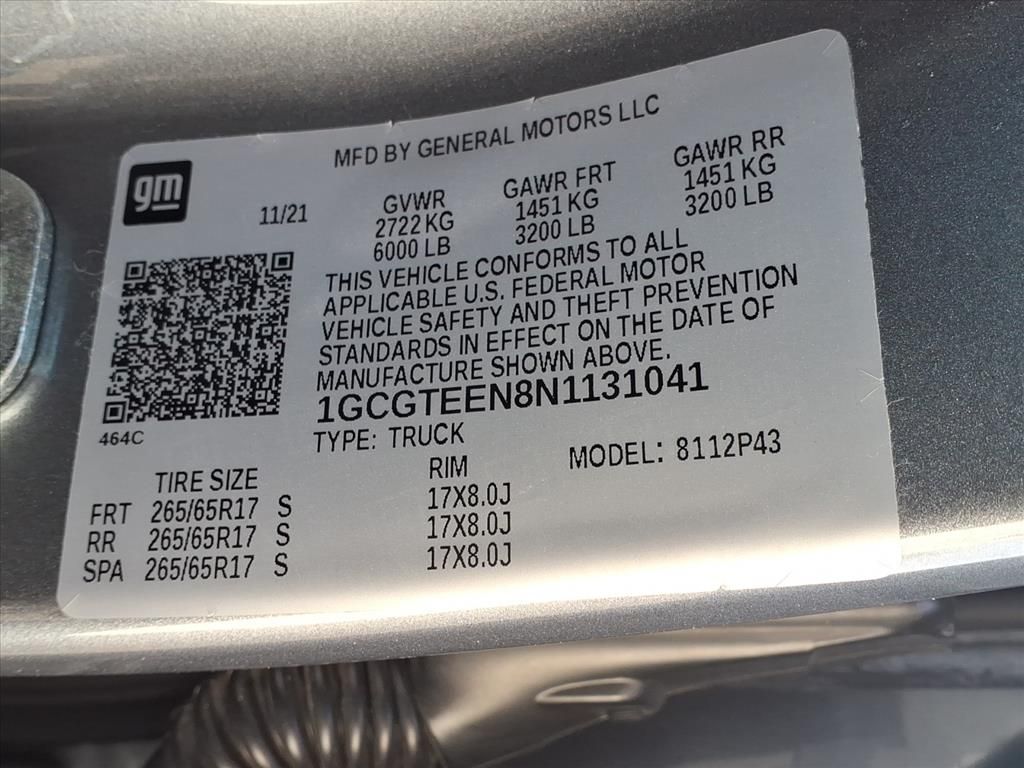 MFD BY GENERAL MOTORS LLC
gm
11/21
GVWR
2722 KG
6000 LB
GAWR FRT
1451 KG
3200 LB
GAWR RR
1451 KG
3200 LB
THIS VEHICLE CONFORMS TO ALL
APPLICABLE U.S. FEDERAL MOTOR
VEHICLE SAFETY AND THEFT PREVENTION
STANDARDS IN EFFECT ON THE DATE OF
MANUFACTURE SHOWN ABOVE.
1GCGTEEN8N1131041
464C
TYPE: TRUCK
MODEL: 8112P43
TIRE SIZE RIM
FRT 265/65R17 S 17X8.0J
RR 265/65R17 S 17X8.0J
SPA 265/65R17 S 17X8.0J